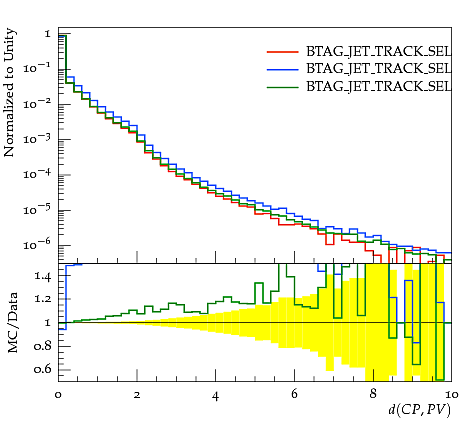 Normalized to Unity
1
10⁻¹
10⁻²
10⁻³
10⁻⁴
10⁻⁵
10⁻⁶
BTAG_JET_TRACK_SEL
BTAG_JET_TRACK_SEL
BTAG_JET_TRACK_SEL
MC/Data
1.4
1.2
1
0.8
0.6
0 2 4 6 8 10
d(CP, PV)